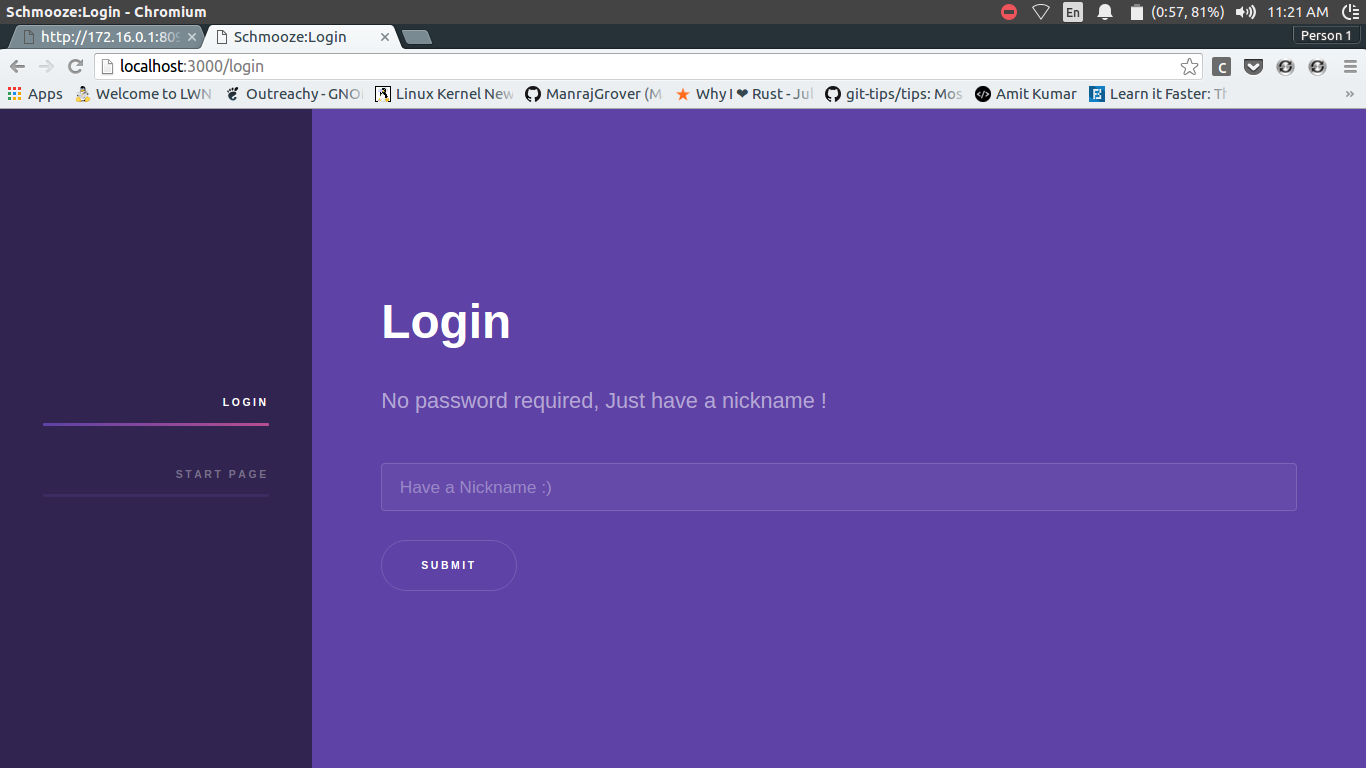 Schmooze:Login - Chromium
En
(0:57, 81%)
11:21 AM
http://172.16.0.1:809
Schmooze:Login
Person 1
localhost:3000/login
C
Apps
Welcome to LWN
Outreachy - GNO
Linux Kernel New
ManrajGrover (M
Why I ❤ Rust - Jul
git-tips/tips: Mos
Amit Kumar
Learn it Faster: Th
»
Login
No password required, Just have a nickname !
LOGIN
START PAGE
Have a Nickname :)
SUBMIT